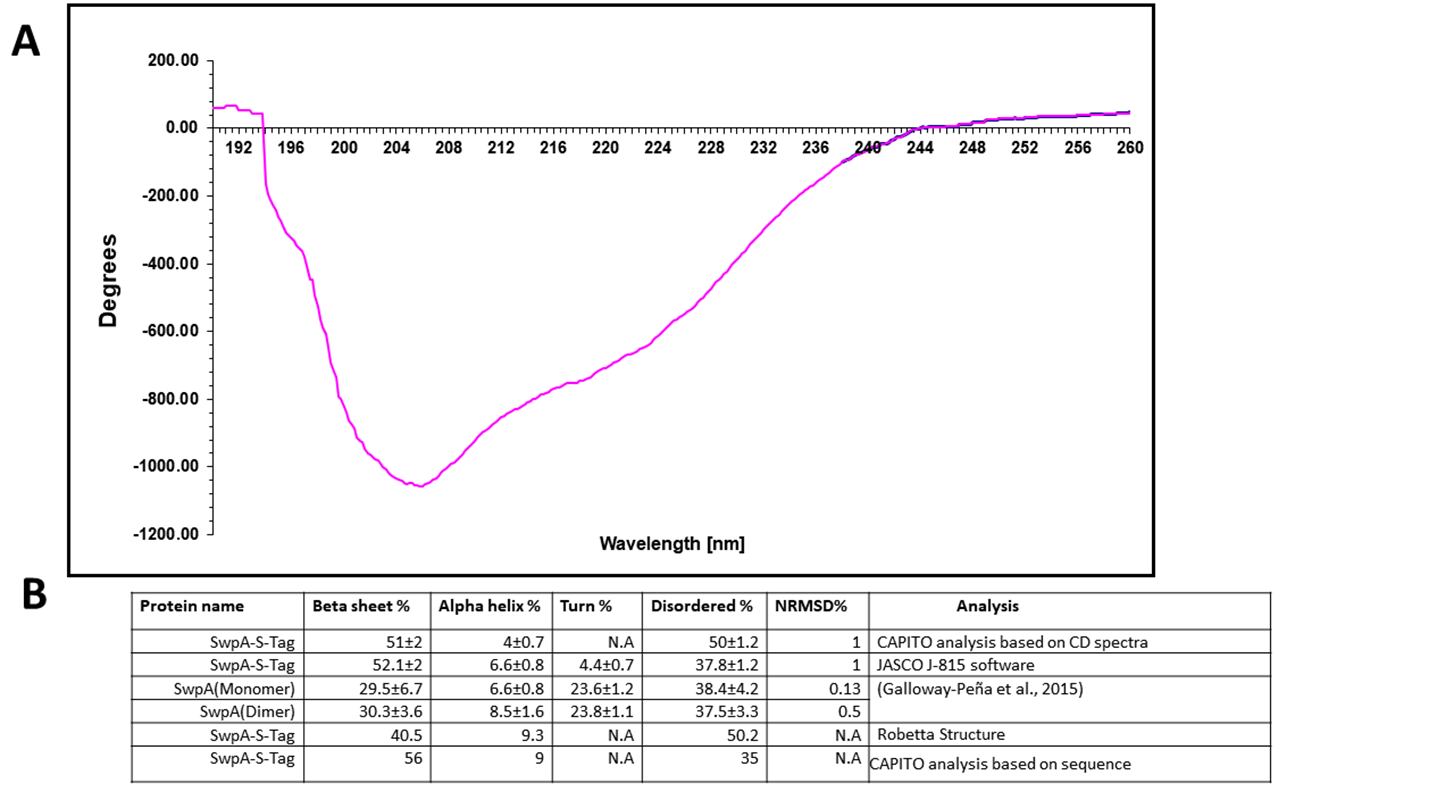 A
200.00
0.00
192 196 200 204 208 212 216 220 224 228 232 236 240 244 248 252 256 260
-200.00
-400.00
Degrees
-600.00
-800.00
-1000.00
-1200.00
Wavelength [nm]
B
Protein name Beta sheet % Alpha helix % Turn % Disordered % NRMSD% Analysis
SwpA-S-Tag 51±2 4±0.7 N.A 50±1.2 1 CAPITO analysis based on CD spectra
SwpA-S-Tag 52.1±2 6.6±0.8 4.4±0.7 37.8±1.2 1 JASCO J-815 software
SwpA(Monomer) 29.5±6.7 6.6±0.8 23.6±1.2 38.4±4.2 0.13 (Galloway-Peña et al., 2015)
SwpA(Dimer) 30.3±3.6 8.5±1.6 23.8±1.1 37.5±3.3 0.5
SwpA-S-Tag 40.5 9.3 N.A 50.2 N.A Robetta Structure
SwpA-S-Tag 56 9 N.A 35 N.A CAPITO analysis based on sequence